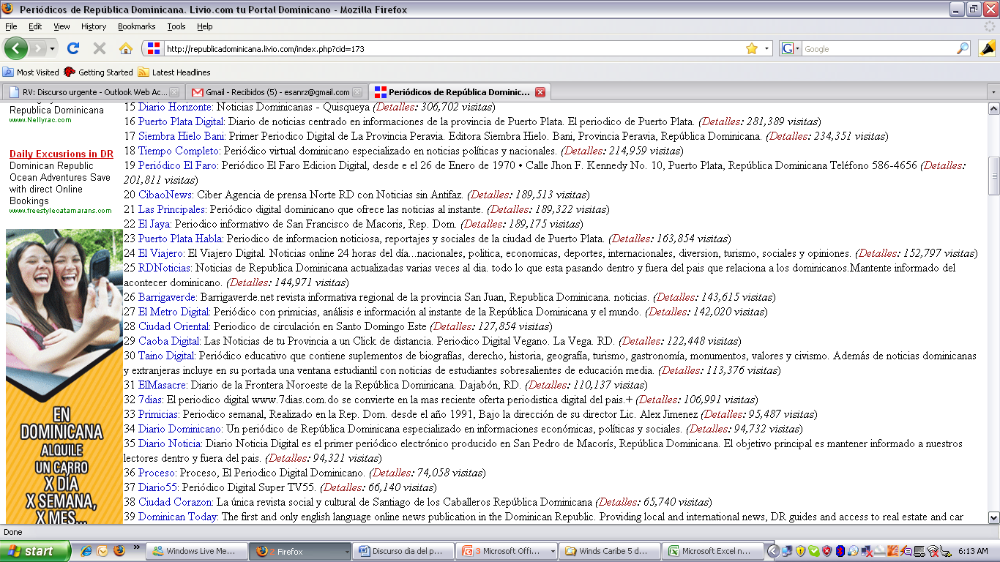 Periódicos de República Dominicana. Livio.com tu Portal Dominicano - Mozilla Firefox
File Edit View History Bookmarks Tools Help
http://republicadominicana.livio.com/index.php?cid=173
G Google
Most Visited Getting Started Latest Headlines
RV: Discurso urgente - Outlook Web Ac... Gmail - Recibidos (5) - esanrz@gmail.com Periódicos de República Dominic...
Republica Dominicana
www.Nellyrac.com
Daily Excusrions in DR
Dominican Republic
Ocean Adventures Save
with direct Online
Bookings
www.freestylecatamarans.com
EN
DOMINICANA
ALQUILE
UN CARRO
X DÍA
X SEMANA,
X MES...
15 Diario Horizonte: Noticias Dominicanas - Quisqueya (Detalles: 306,702 visitas)
16 Puerto Plata Digital: Diario de noticias centrado en informaciones de la provincia de Puerto Plata. El periodico de Puerto Plata. (Detalles: 281,389 visitas)
17 Siembra Hielo Bani: Primer Periodico Digital de La Provincia Peravia. Editora Siembra Hielo. Bani, Provincia Peravia, República Dominicana. (Detalles: 234,351 visitas)
18 Tiempo Completo: Periódico virtual dominicano especializado en noticias políticas y nacionales. (Detalles: 214,959 visitas)
19 Periódico El Faro: Periódico El Faro Edicion Digital, desde e el 26 de Enero de 1970 • Calle Jhon F. Kennedy No. 10, Puerto Plata, República Dominicana Teléfono 586-4656 (Detalles:
201,811 visitas)
20 CibaoNews: Ciber Agencia de prensa Norte RD con Noticias sin Antifaz. (Detalles: 189,513 visitas)
21 Las Principales: Periódico digital dominicano que ofrece las noticias al instante. (Detalles: 189,322 visitas)
22 El Jaya: Periodico informativo de San Francisco de Macoris, Rep. Dom. (Detalles: 189,175 visitas)
23 Puerto Plata Habla: Periodico de informacion noticiosa, reportajes y sociales de la ciudad de Puerto Plata. (Detalles: 163,854 visitas)
24 El Viajero: El Viajero Digital. Noticias online 24 horas del día...nacionales, politica, economicas, deportes, internacionales, diversion, turismo, sociales y opiniones. (Detalles: 152,797 visitas)
25 RDNoticias: Noticias de Republica Dominicana actualizadas varias veces al dia. todo lo que esta pasando dentro y fuera del pais que relaciona a los dominicanos.Mantente informado del
acontecer dominicano. (Detalles: 144,971 visitas)
26 Barrigaverde: Barrigaverde.net revista informativa regional de la provincia San Juan, Republica Dominicana. noticias. (Detalles: 143,615 visitas)
27 El Metro Digital: Periódico con primicias, análisis e información al instante de la República Dominicana y el mundo. (Detalles: 142,020 visitas)
28 Ciudad Oriental: Periodico de circulación en Santo Domingo Este (Detalles: 127,854 visitas)
29 Caoba Digital: Las Noticias de tu Provincia a un Click de distancia. Periodico Digital Vegano. La Vega. RD. (Detalles: 122,448 visitas)
30 Taino Digital: Periódico educativo que contiene suplementos de biografías, derecho, historia, geografía, turismo, gastronomía, monumentos, valores y civismo. Además de noticias dominicanas
y extranjeras incluye en su portada una ventana estudiantil con noticias de estudiantes sobresalientes de educación media. (Detalles: 113,376 visitas)
31 ElMasacre: Diario de la Frontera Noroeste de la República Dominicana. Dajabón, RD. (Detalles: 110,137 visitas)
32 7dias: El periodico digital www.7dias.com.do se convierte en la mas reciente oferta periodistica digital del pais.+ (Detalles: 106,991 visitas)
33 Primicias: Periodico semanal, Realizado en la Rep. Dom. desde el año 1991, Bajo la dirección de su director Lic. Alex Jimenez (Detalles: 95,487 visitas)
34 Diario Dominicano: Un periódico de República Dominicana especializado en informaciones económicas, políticas y sociales. (Detalles: 94,732 visitas)
35 Diario Noticia: Diario Noticia Digital es el primer periódico electrónico producido en San Pedro de Macorís, República Dominicana. El objetivo principal es mantener informado a nuestros
lectores dentro y fuera del pais. (Detalles: 94,321 visitas)
36 Proceso: Proceso, El Periodico Digital Dominicano. (Detalles: 74,058 visitas)
37 Diario55: Periódico Digital Super TV55. (Detalles: 66,140 visitas)
38 Ciudad Corazon: La única revista social y cultural de Santiago de los Caballeros República Dominicana (Detalles: 65,740 visitas)
39 Dominican Today: The first and only english language online news publication in the Dominican Republic. Providing local and international news, DR guides and access to real estate and car
Done
start Windows Live Me... 2 Firefox Discurso dia del p... 3 Microsoft Offi... Winds Caribe 5 d... Microsoft Excel n... 6:13 AM